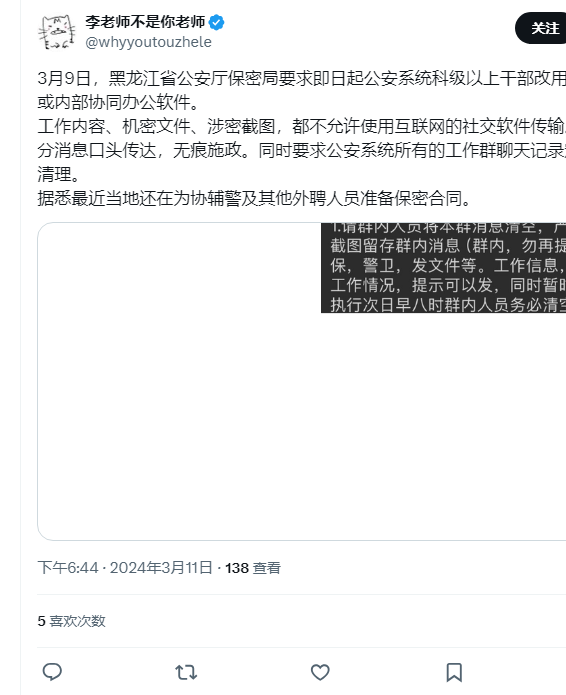 李老师不是你老师
关注
@whyyoutouzhele
3月9日，黑龙江省公安厅保密局要求即日起公安系统科级以上干部改用
或内部协同办公软件。
工作内容、机密文件、涉密截图，都不允许使用互联网的社交软件传输
分消息口头传达，无痕施政。同时要求公安系统所有的工作群聊天记录
清理。
据悉最近当地还在为协辅警及其他外聘人员准备保密合同。
1.请群内人员将本群消息清空，
截图留存群内消息（群内，勿再提
保，警卫，发文件等。工作信息，
工作情况，提示可以发，同时暂
执行次日早八时群内人员务必清空
下午6:44 · 2024年3月11日 · 138 查看
5 喜欢次数